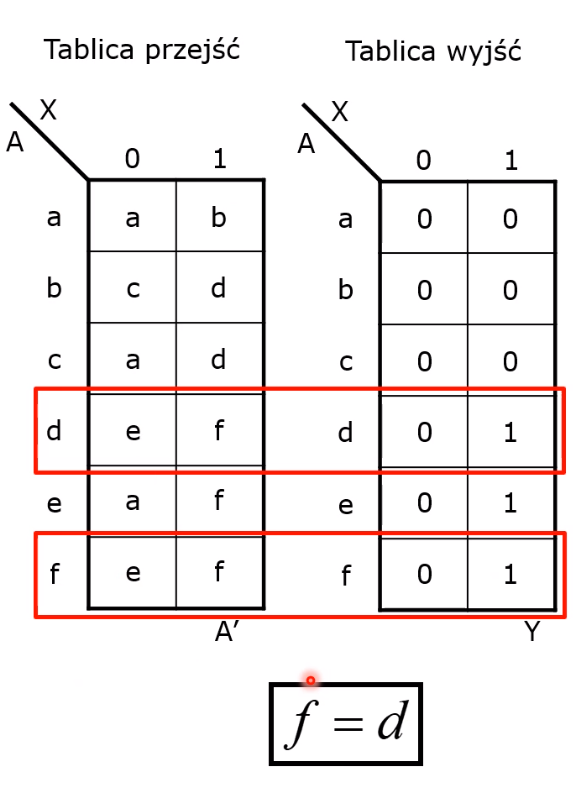 Tablica przejść Tablica wyjść
X X
A A
0 1 0 1
a a b a 0 0
b c d b 0 0
c a d c 0 0
d e f d 0 1
e a f e 0 1
f e f f 0 1
A′ Y
f = d